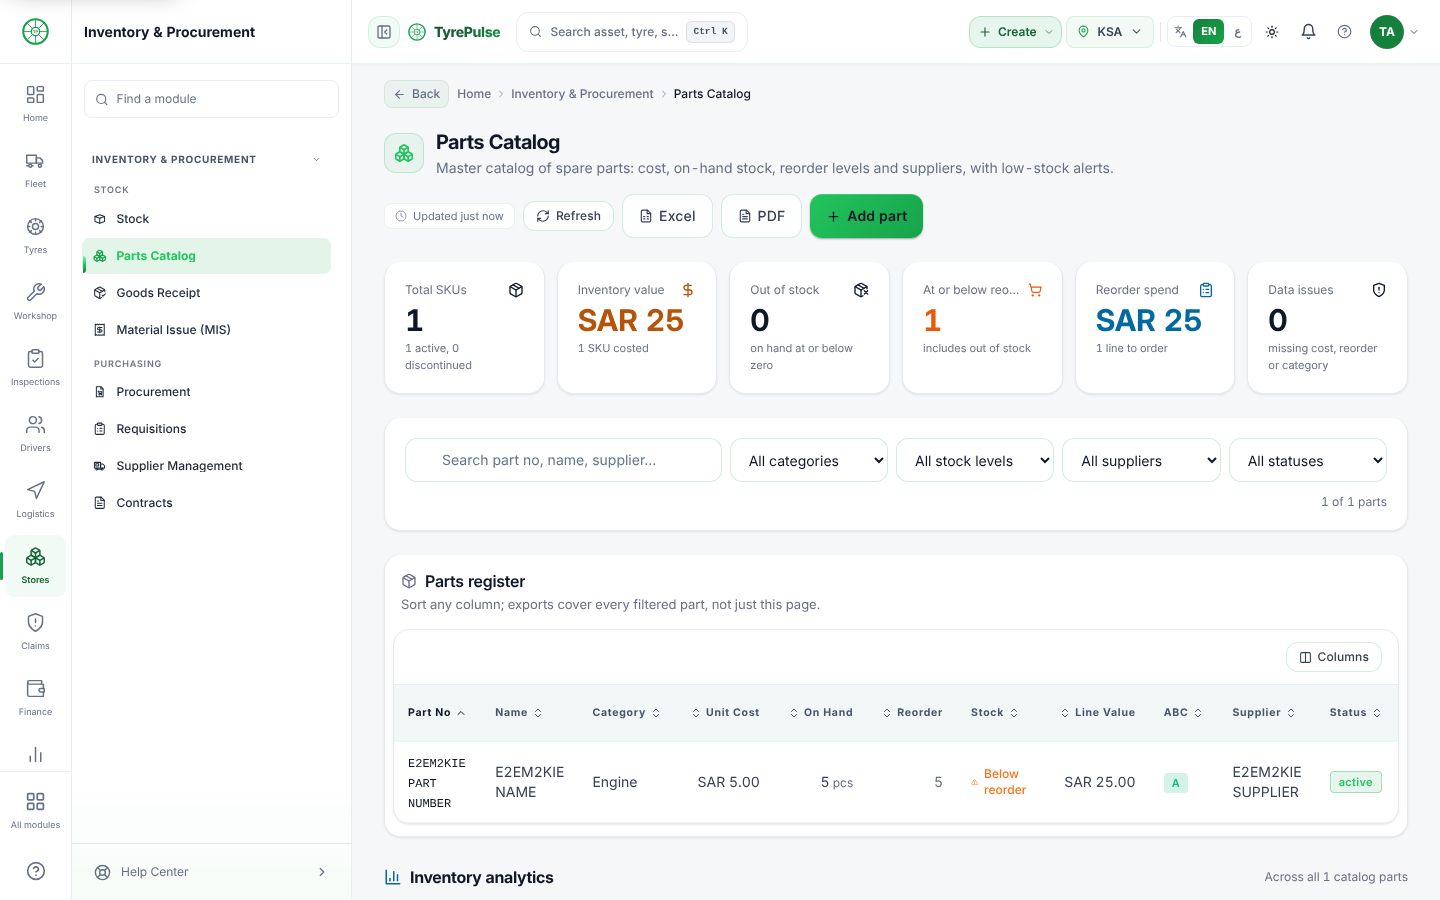 Inventory & Procurement
TyrePulse
Search asset, tyre, s...
Ctrl K
Create
KSA
EN
ع
TA
Home
Fleet
Tyres
Workshop
Inspections
Drivers
Logistics
Stores
Claims
Finance
All modules
Find a module
INVENTORY & PROCUREMENT
STOCK
Stock
Parts Catalog
Goods Receipt
Material Issue (MIS)
PURCHASING
Procurement
Requisitions
Supplier Management
Contracts
Help Center
Back
Home
Inventory & Procurement
Parts Catalog
Parts Catalog
Master catalog of spare parts: cost, on-hand stock, reorder levels and suppliers, with low-stock alerts.
Updated just now
Refresh
Excel
PDF
Add part
Total SKUs
1
1 active, 0
discontinued
Inventory value
SAR 25
1 SKU costed
Out of stock
0
on hand at or below
zero
At or below reo...
1
includes out of stock
Reorder spend
SAR 25
1 line to order
Data issues
0
missing cost, reorder
or category
Search part no, name, supplier...
All categories
All stock levels
All suppliers
All statuses
1 of 1 parts
Parts register
Sort any column; exports cover every filtered part, not just this page.
Columns
Part No
Name
Category
Unit Cost
On Hand
Reorder
Stock
Line Value
ABC
Supplier
Status
E2EM2KIE
PART
NUMBER
E2EM2KIE
NAME
Engine
SAR 5.00
5 pcs
5
Below
reorder
SAR 25.00
A
E2EM2KIE
SUPPLIER
active
Inventory analytics
Across all 1 catalog parts